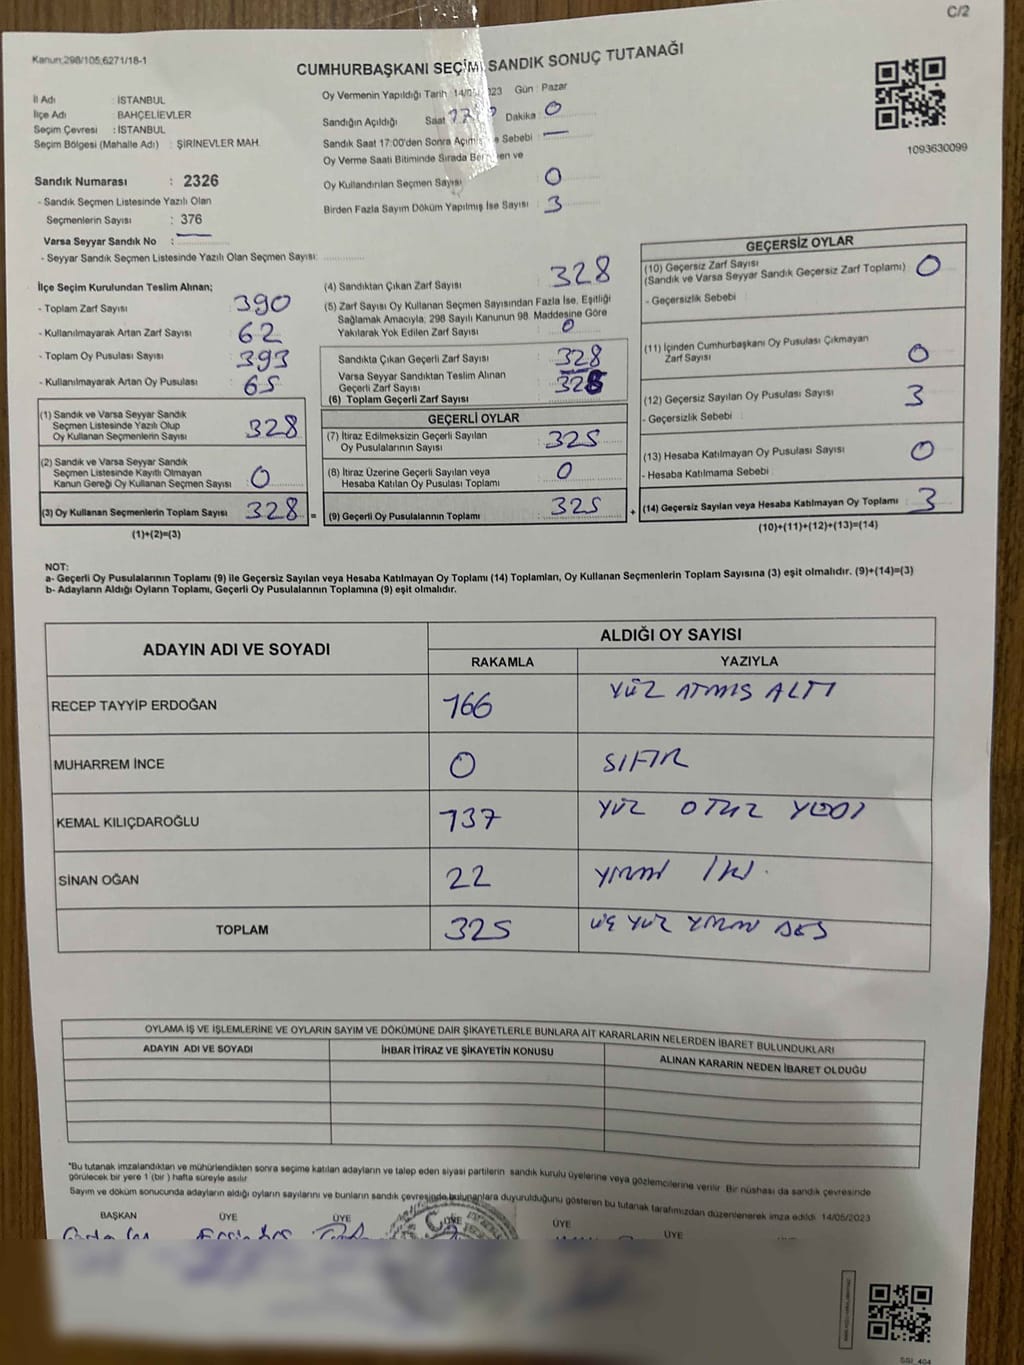 C/2
Kanun;298/105;6271/18-1
CUMHURBAŞKANI SEÇİMİ SANDIK SONUÇ TUTANAĞI
İl Adı : İSTANBUL
İlçe Adı : BAHÇELİEVLER
Seçim Çevresi : İSTANBUL
Seçim Bölgesi (Mahalle Adı) : ŞİRİNEVLER MAH.
Oy Vermenin Yapıldığı Tarih 14/05/2023 Gün : Pazar
Sandığın Açıldığı Saat Dakika : 0
Sandık Saat 17:00'den Sonra Açımış Sebebi : —
Oy Verme Saati Bitiminde Sırada ve
Oy Kullandırılan Seçmen Sayısı 0
Birden Fazla Sayım Döküm Yapılmış İse Sayısı : 3
1093630099
Sandık Numarası : 2326
- Sandık Seçmen Listesinde Yazılı Olan
Seçmenlerin Sayısı : 376
Varsa Seyyar Sandık No : —
- Seyyar Sandık Seçmen Listesinde Yazılı Olan Seçmen Sayısı:
İlçe Seçim Kurulundan Teslim Alınan;
- Toplam Zarf Sayısı : 390
- Kullanılmayarak Artan Zarf Sayısı : 62
- Toplam Oy Pusulası Sayısı : 393
- Kullanılmayarak Artan Oy Pusulası : 65
(1) Sandık ve Varsa Seyyar Sandık
Seçmen Listesinde Yazılı Olup
Oy Kullanan Seçmenlerin Sayısı : 328
(2) Sandık ve Varsa Seyyar Sandık
Seçmen Listesinde Kayıtlı Olmayan
Kanun Gereği Oy Kullanan Seçmen Sayısı : 0
(3) Oy Kullanan Seçmenlerin Toplam Sayısı : 328 =
(1)+(2)=(3)
(4) Sandıktan Çıkan Zarf Sayısı : 328
(5) Zarf Sayısı Oy Kullanan Seçmen Sayısından Fazla İse, Eşitliği
Sağlamak Amacıyla, 298 Sayılı Kanunun 98. Maddesine Göre
Yakılarak Yok Edilen Zarf Sayısı : 0
Sandıkta Çıkan Geçerli Zarf Sayısı : 328
Varsa Seyyar Sandıktan Teslim Alınan
Geçerli Zarf Sayısı
(6) Toplam Geçerli Zarf Sayısı : 328
GEÇERLİ OYLAR
(7) İtiraz Edilmeksizin Geçerli Sayılan
Oy Pusulalarının Sayısı : 325
(8) İtiraz Üzerine Geçerli Sayılan veya
Hesaba Katılan Oy Pusulası Toplamı : 0
(9) Geçerli Oy Pusulalarının Toplamı : 325 +
GEÇERSİZ OYLAR
(10) Geçersiz Zarf Sayısı
(Sandık ve Varsa Seyyar Sandık Geçersiz Zarf Toplamı) : 0
- Geçersizlik Sebebi :
(11) İçinden Cumhurbaşkanı Oy Pusulası Çıkmayan
Zarf Sayısı : 0
(12) Geçersiz Sayılan Oy Pusulası Sayısı : 3
- Geçersizlik Sebebi :
(13) Hesaba Katılmayan Oy Pusulası Sayısı : 0
- Hesaba Katılmama Sebebi :
(14) Geçersiz Sayılan veya Hesaba Katılmayan Oy Toplamı : 3
(10)+(11)+(12)+(13)=(14)
NOT:
a- Geçerli Oy Pusulalarının Toplamı (9) ile Geçersiz Sayılan veya Hesaba Katılmayan Oy Toplamı (14) Toplamları, Oy Kullanan Seçmenlerin Toplam Sayısına (3) eşit olmalıdır. (9)+(14)=(3)
b- Adayların Aldığı Oyların Toplamı, Geçerli Oy Pusulalarının Toplamına (9) eşit olmalıdır.
ADAYIN ADI VE SOYADI ALDIĞI OY SAYISI
RAKAMLA YAZIYLA
RECEP TAYYİP ERDOĞAN 166 YÜZ ATMIŞ ALTI
MUHARREM İNCE 0 SIFIR
KEMAL KILIÇDAROĞLU 137 YÜZ OTUZ YEDİ
SİNAN OĞAN 22 YİRMİ İKİ.
TOPLAM 325 ÜÇ YÜZ YİRMİ BEŞ
OYLAMA İŞ VE İŞLEMLERİNE VE OYLARIN SAYIM VE DÖKÜMÜNE DAİR ŞİKAYETLERLE BUNLARA AİT KARARLARIN NELERDEN İBARET BULUNDUKLARI
ADAYIN ADI VE SOYADI İHBAR İTİRAZ VE ŞİKAYETİN KONUSU ALINAN KARARIN NEDEN İBARET OLDUĞU
"Bu tutanak imzalandıktan ve mühürlendikten sonra seçime katılan adayların ve talep eden siyasi partilerin sandık kurulu üyelerine veya gözlemcilerine verilir. Bir nüshası da sandık çevresinde
görülecek bir yere 1 (bir) hafta süreyle asılır
Sayım ve döküm sonucunda adayların aldığı oyların sayılarını ve bunların sandık çevresinde bulunanlara duyurulduğunu gösteren bu tutanak tarafımızdan düzenlenerek imza edildi. 14/05/2023
BAŞKAN ÜYE ÜYE ÜYE ÜYE ÜYE